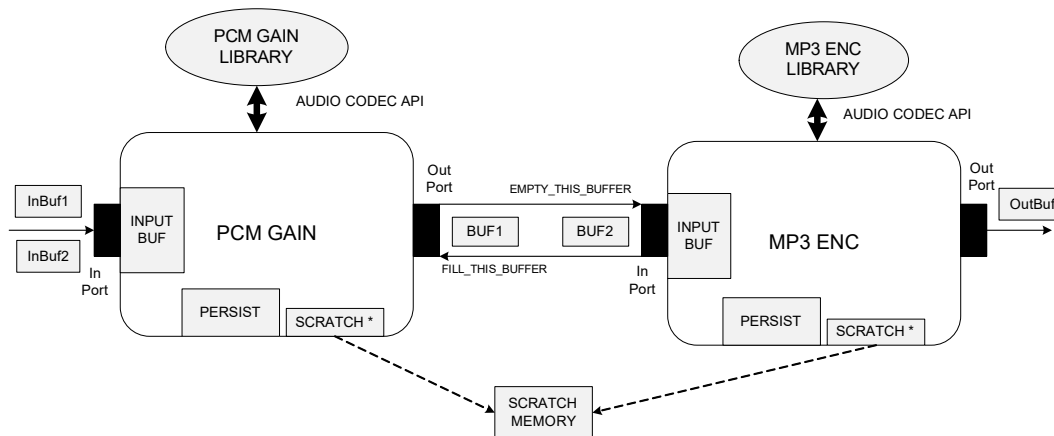 PCM GAIN
LIBRARY
MP3 ENC
LIBRARY
AUDIO CODEC API
AUDIO CODEC API
Out
Port
Out
Port
InBuf1
EMPTY_THIS_BUFFER
OutBuf
INPUT
BUF
PCM GAIN
BUF1
BUF2
INPUT
BUF
MP3 ENC
InBuf2
In
Port
FILL_THIS_BUFFER
In
Port
PERSIST
SCRATCH *
PERSIST
SCRATCH *
SCRATCH
MEMORY